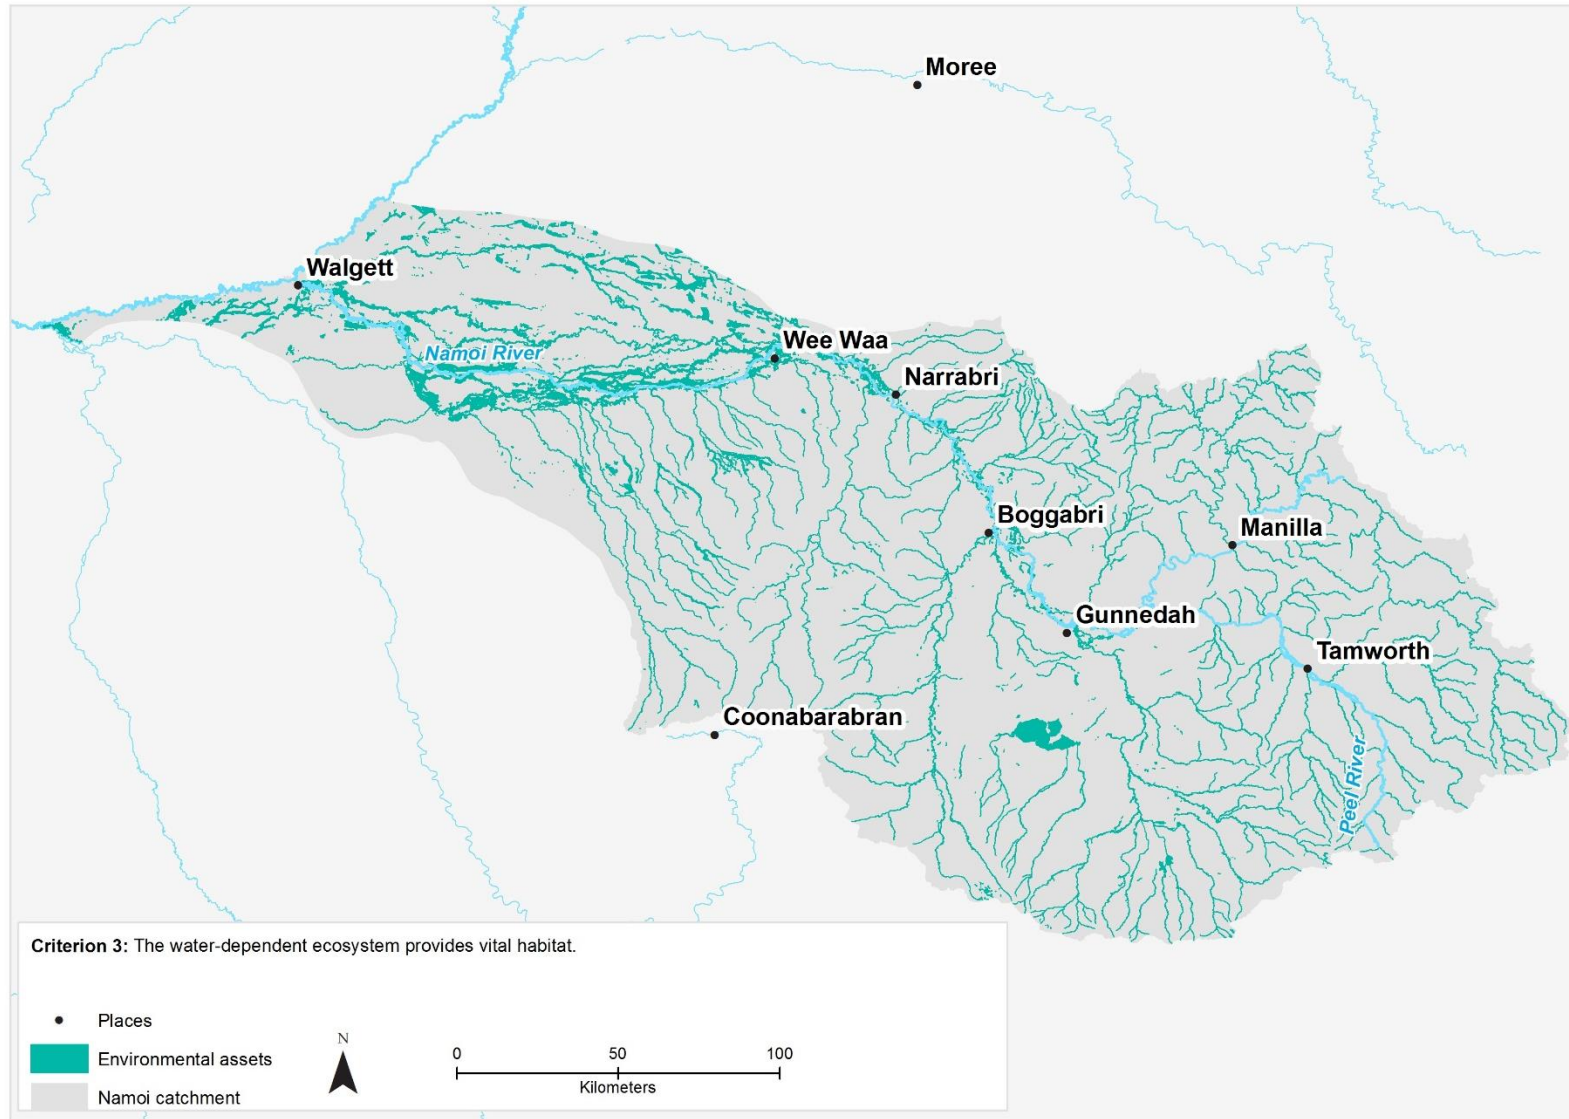 Moree
Walgett
Wee Waa
Namoi River
Narrabri
Boggabri
Manilla
Gunnedah
Tamworth
Coonabarabran
Peel River
Criterion 3: The water-dependent ecosystem provides vital habitat.
Places
Environmental assets
Namoi catchment
N
0 50 100
Kilometers